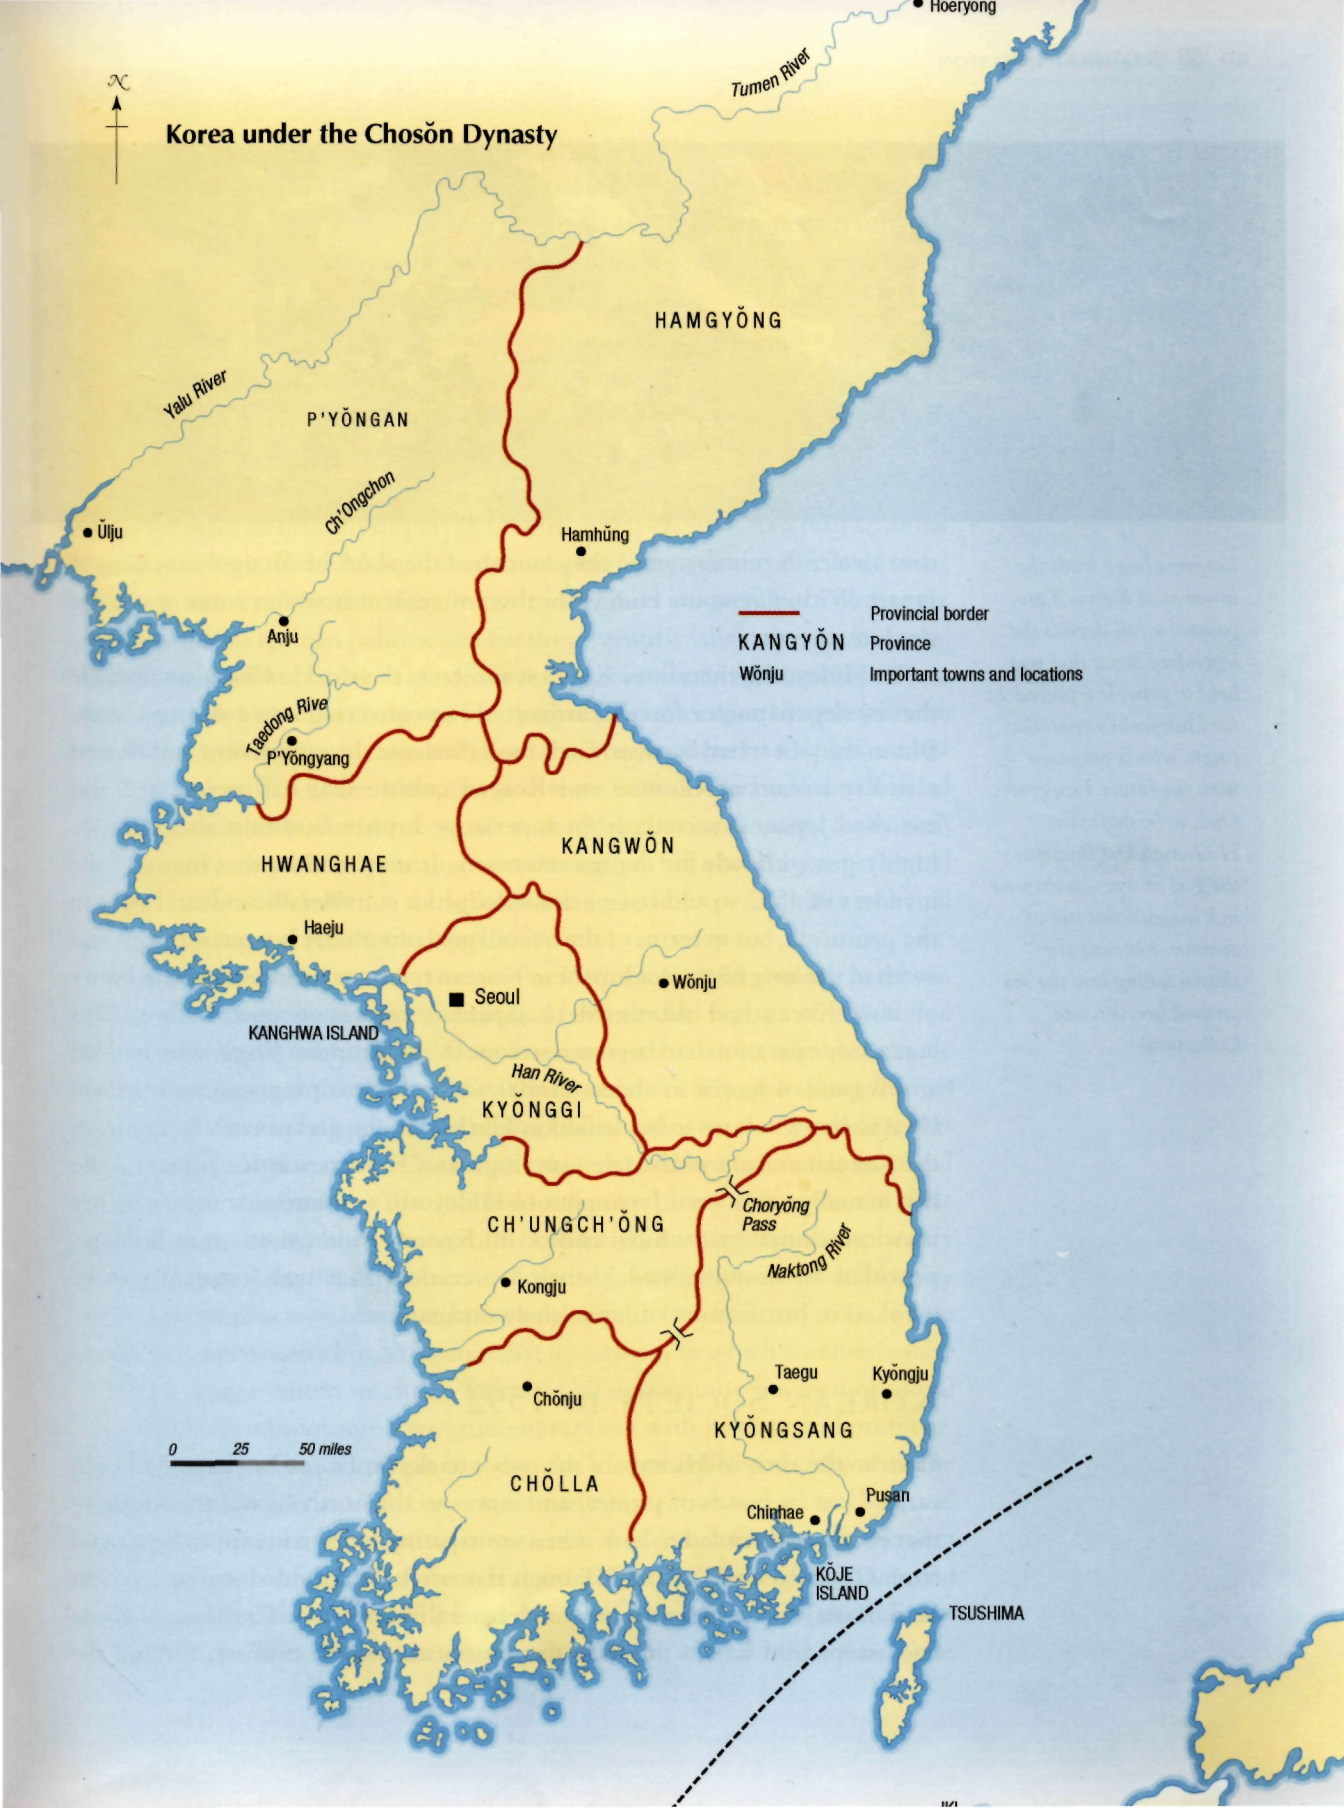 Hoeryong
Tumen River
N
Korea under the Chosŏn Dynasty
HAMGYŎNG
Yalu River
P'YŎNGAN
Ch'Ongchon
Ŭlju
Hamhŭng
Provincial border
KANGYŎN Province
Wŏnju Important towns and locations
Anju
Taedong Rive
P'Yŏngyang
KANGWŎN
HWANGHAE
Haeju
Wŏnju
Seoul
KANGHWA ISLAND
Han River
KYŎNGGI
Choryŏng
Pass
CH'UNGCH'ŎNG
Naktong River
Kongju
Taegu
Kyŏngju
Chŏnju
KYŎNGSANG
0 25 50 miles
CHŎLLA
Pusan
Chinhae
KŎJE
ISLAND
TSUSHIMA